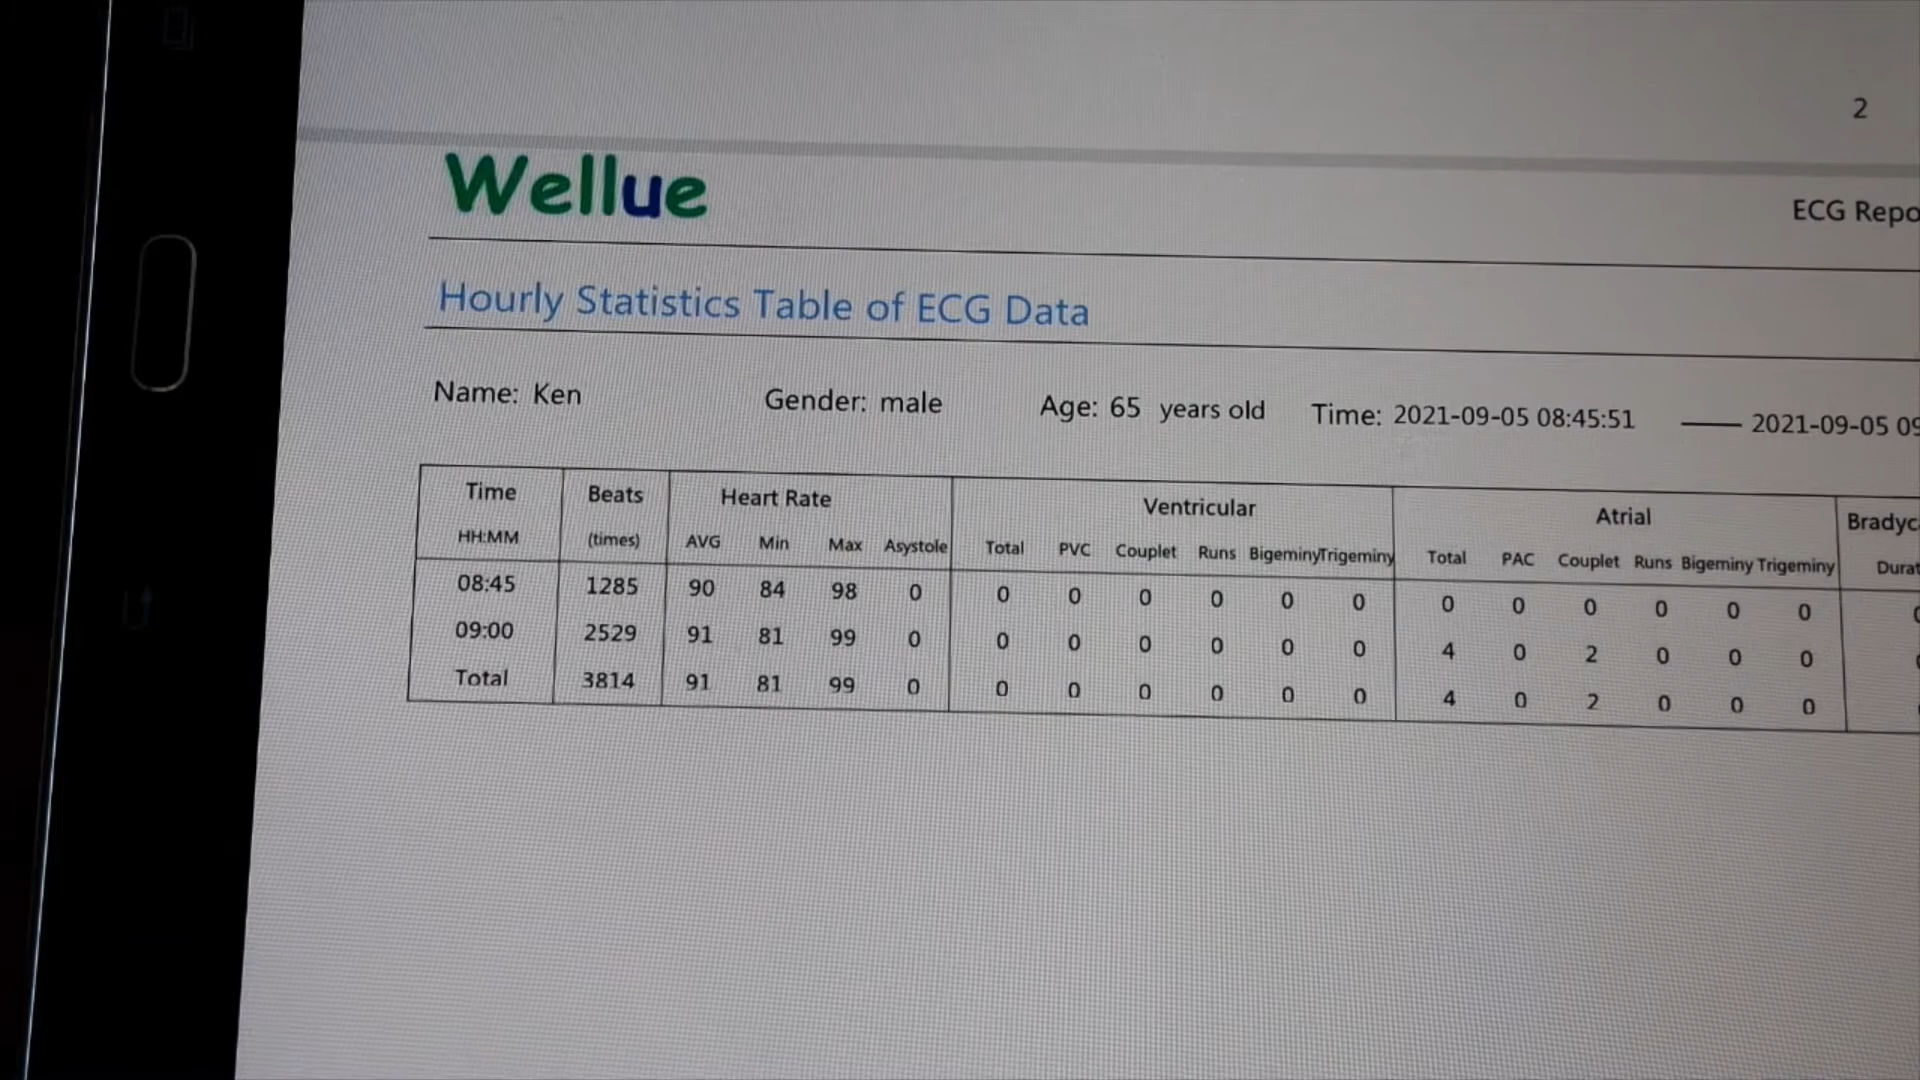 2
Wellue
ECG Repo
Hourly Statistics Table of ECG Data
Name: Ken Gender: male Age: 65 years old Time: 2021-09-05 08:45:51 —— 2021-09-05 09
Time Beats Heart Rate Ventricular Atrial Bradyc
HH:MM (times) AVG Min Max Asystole Total PVC Couplet Runs Bigeminy Trigeminy Total PAC Couplet Runs Bigeminy Trigeminy Durat
08:45 1285 90 84 98 0 0 0 0 0 0 0 0 0 0 0 0 0
09:00 2529 91 81 99 0 0 0 0 0 0 0 4 0 2 0 0 0
Total 3814 91 81 99 0 0 0 0 0 0 0 4 0 2 0 0 0